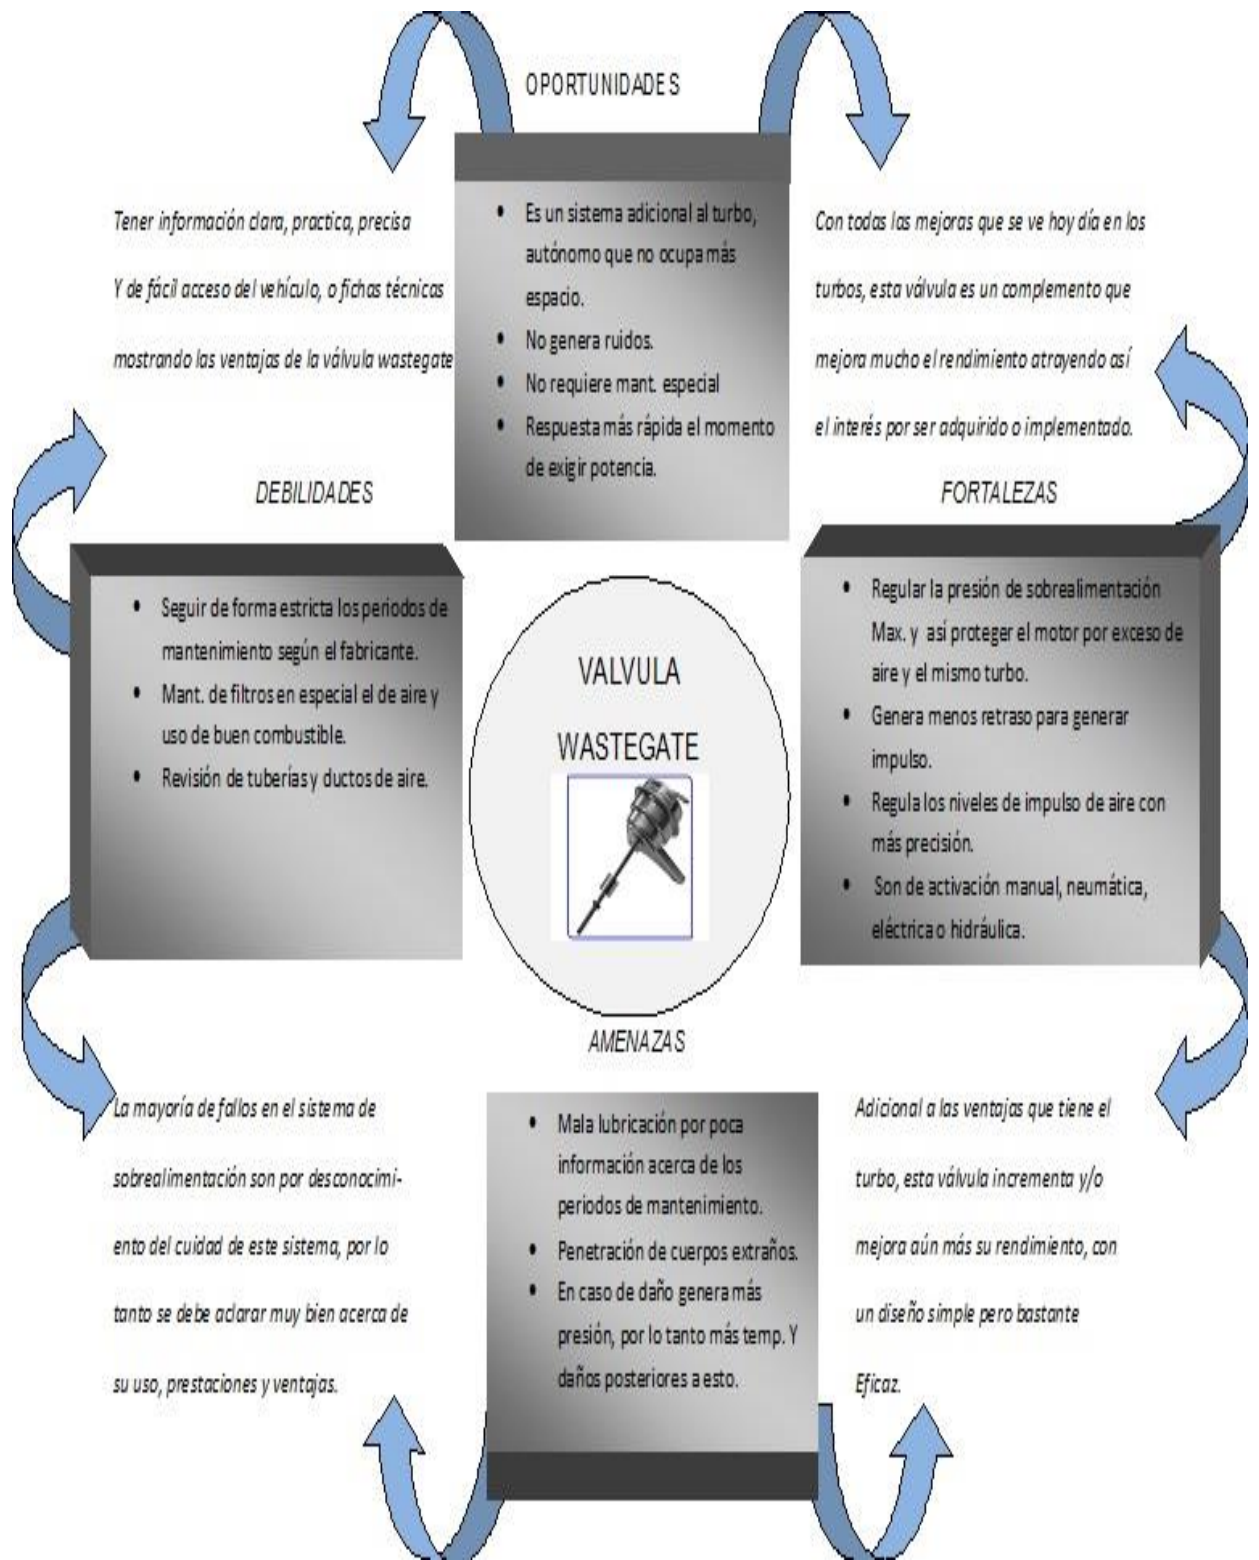 OPORTUNIDADES
Tener información clara, practica, precisa
Y de fácil acceso del vehículo, o fichas técnicas
mostrando las ventajas de la válvula wastegate
• Es un sistema adicional al turbo,
autónomo que no ocupa más
espacio.
• No genera ruidos.
• No requiere mant. especial
• Respuesta más rápida el momento
de exigir potencia.
Con todas las mejoras que se ve hoy día en los
turbos, esta válvula es un complemento que
mejora mucho el rendimiento atrayendo así
el interés por ser adquirido o implementado.
DEBILIDADES
• Seguir de forma estricta los periodos de
mantenimiento según el fabricante.
• Mant. de filtros en especial el de aire y
uso de buen combustible.
• Revisión de tuberías y ductos de aire.
VALVULA
WASTEGATE
FORTALEZAS
• Regular la presión de sobrealimentación
Max. y así proteger el motor por exceso de
aire y el mismo turbo.
• Genera menos retraso para generar
impulso.
• Regula los niveles de impulso de aire con
más precisión.
• Son de activación manual, neumática,
eléctrica o hidráulica.
AMENAZAS
La mayoría de fallos en el sistema de
sobrealimentación son por desconocimi-
ento del cuidad de este sistema, por lo
tanto se debe aclarar muy bien acerca de
su uso, prestaciones y ventajas.
• Mala lubricación por poca
información acerca de los
periodos de mantenimiento.
• Penetración de cuerpos extraños.
• En caso de daño genera más
presión, por lo tanto más temp. Y
daños posteriores a esto.
Adicional a las ventajas que tiene el
turbo, esta válvula incrementa y/o
mejora aún más su rendimiento, con
un diseño simple pero bastante
Eficaz.